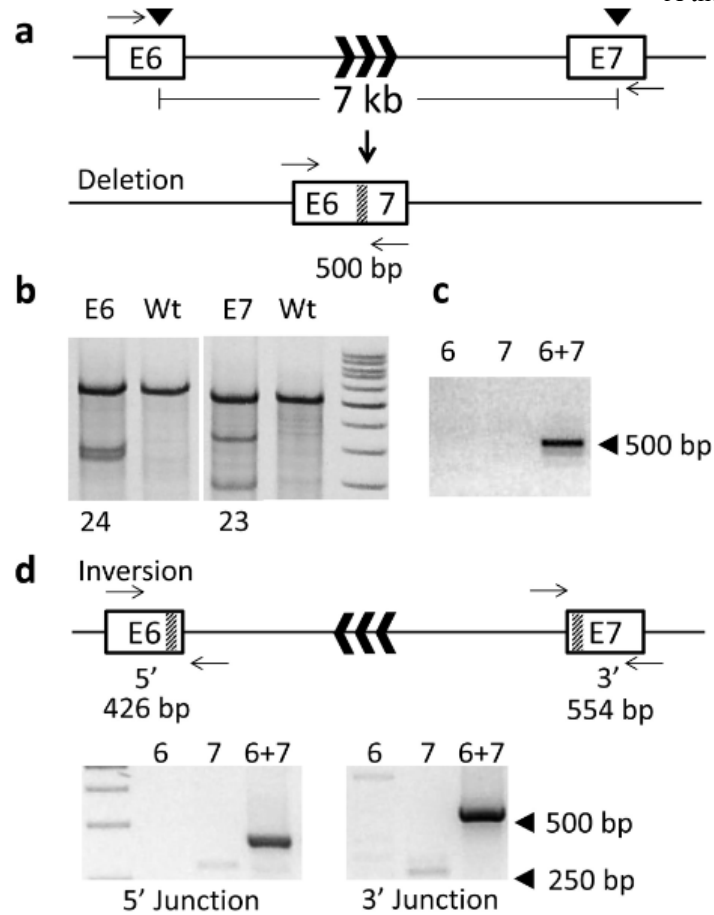 a
E6 E7
7 kb
Deletion
E6 7
500 bp
b
E6 Wt E7 Wt
24 23
c
6 7 6+7
500 bp
d
Inversion
E6 E7
5’ 3’
426 bp 554 bp
6 7 6+7 6 7 6+7
500 bp
250 bp
5’ Junction 3’ Junction